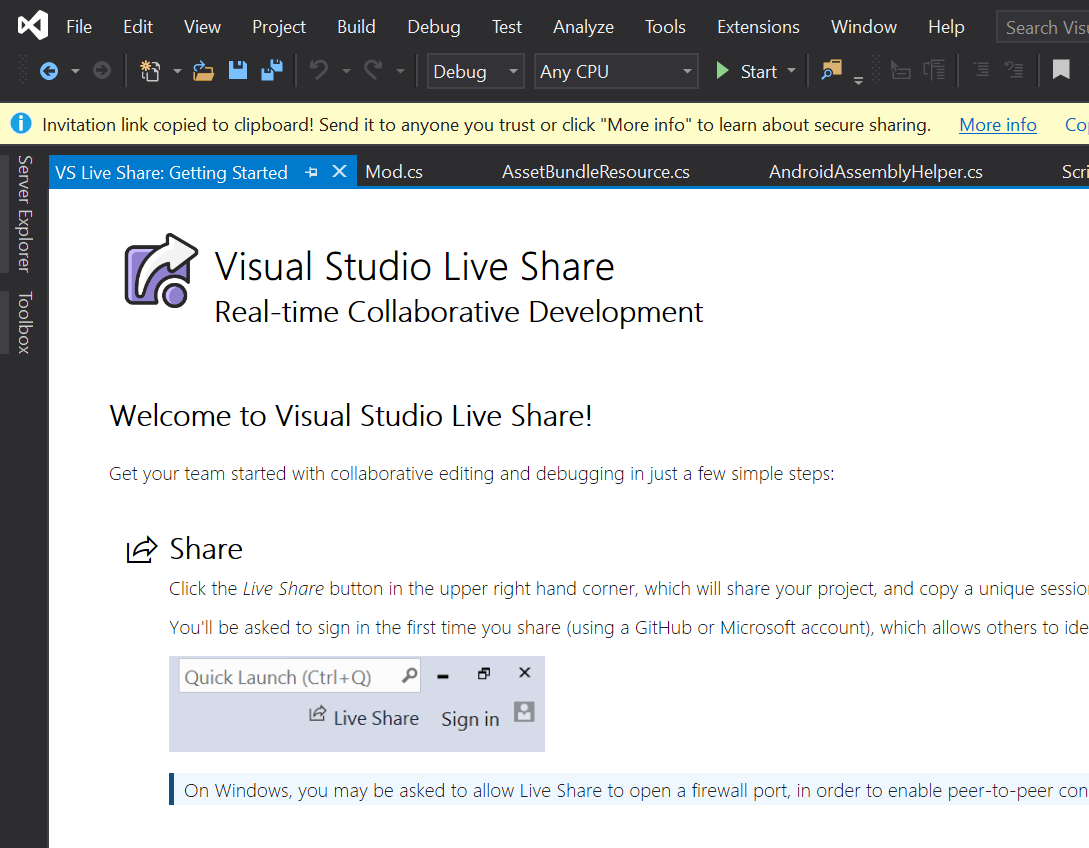 File Edit View Project Build Debug Test Analyze Tools Extensions Window Help Search
Debug Any CPU Start
Invitation link copied to clipboard! Send it to anyone you trust or click "More info" to learn about secure sharing. More info
VS Live Share: Getting Started Mod.cs AssetBundleResource.cs AndroidAssemblyHelper.cs
Server Explorer
Toolbox
Visual Studio Live Share
Real-time Collaborative Development
Welcome to Visual Studio Live Share!
Get your team started with collaborative editing and debugging in just a few simple steps:
Share
Click the Live Share button in the upper right hand corner, which will share your project, and copy a unique
You'll be asked to sign in the first time you share (using a GitHub or Microsoft account), which allows others to
Quick Launch (Ctrl+Q)
Live Share Sign in
On Windows, you may be asked to allow Live Share to open a firewall port, in order to enable peer-to-peer